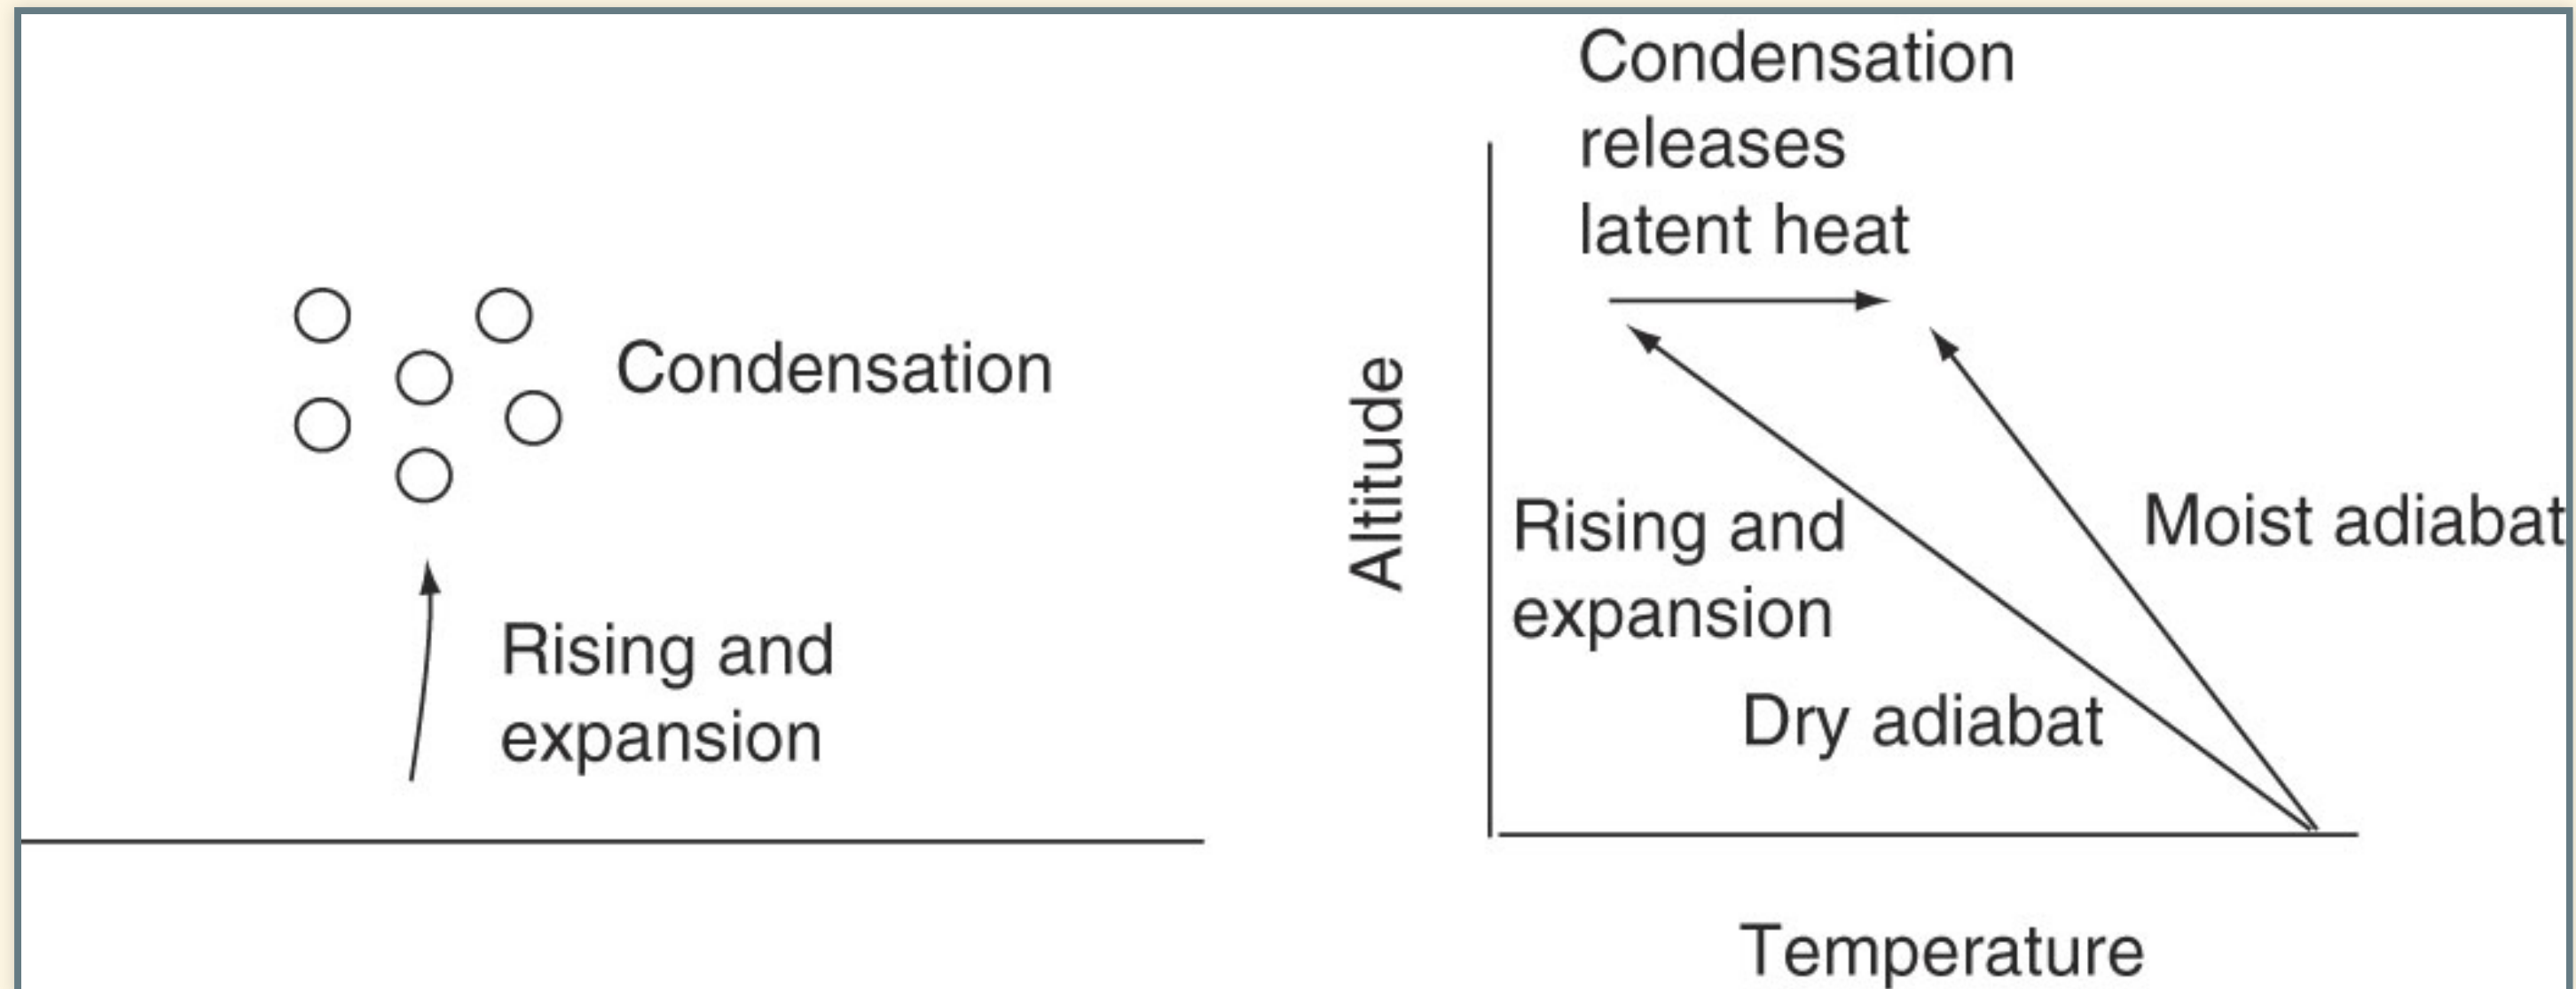 Condensation
Rising and
expansion
Condensation
releases
latent heat
Altitude
Rising and
expansion
Moist adiabat
Dry adiabat
Temperature